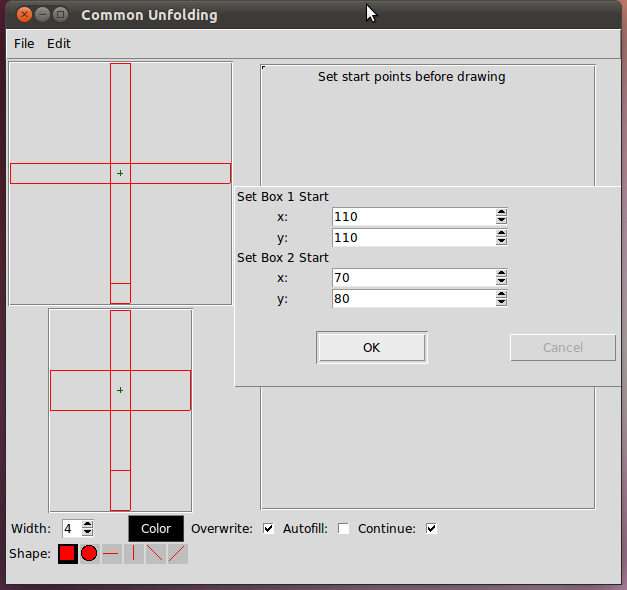 Common Unfolding
File Edit
Set start points before drawing
Set Box 1 Start
x: 110
y: 110
Set Box 2 Start
x: 70
y: 80
OK Cancel
Width: 4 Color Overwrite: Autofill: Continue:
Shape: